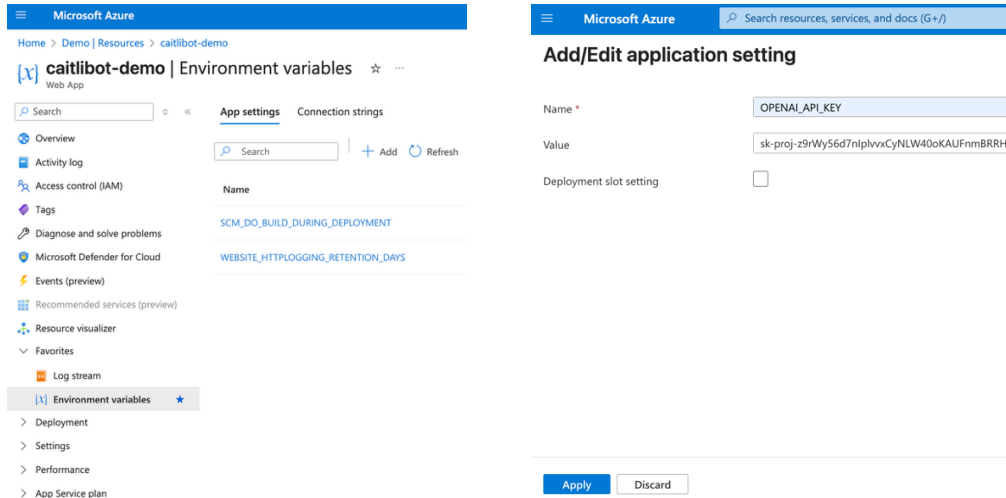 Microsoft Azure
Home > Demo | Resources > caitlibot-demo
{x} caitlibot-demo | Environment variables ☆ ...
Web App
Search
Overview
Activity log
Access control (IAM)
Tags
Diagnose and solve problems
Microsoft Defender for Cloud
Events (preview)
Recommended services (preview)
Resource visualizer
Favorites
Log stream
{x} Environment variables ★
> Deployment
> Settings
> Performance
> App Service plan
App settings Connection strings
Search + Add Refresh
Name
SCM_DO_BUILD_DURING_DEPLOYMENT
WEBSITE_HTTPLOGGING_RETENTION_DAYS
Microsoft Azure Search resources, services, and docs (G+/)
Add/Edit application setting
Name * OPENAI_API_KEY
Value sk-proj-z9rWy56d7nIplvvxCyNLW40oKAUFnmBRRH
Deployment slot setting
Apply Discard